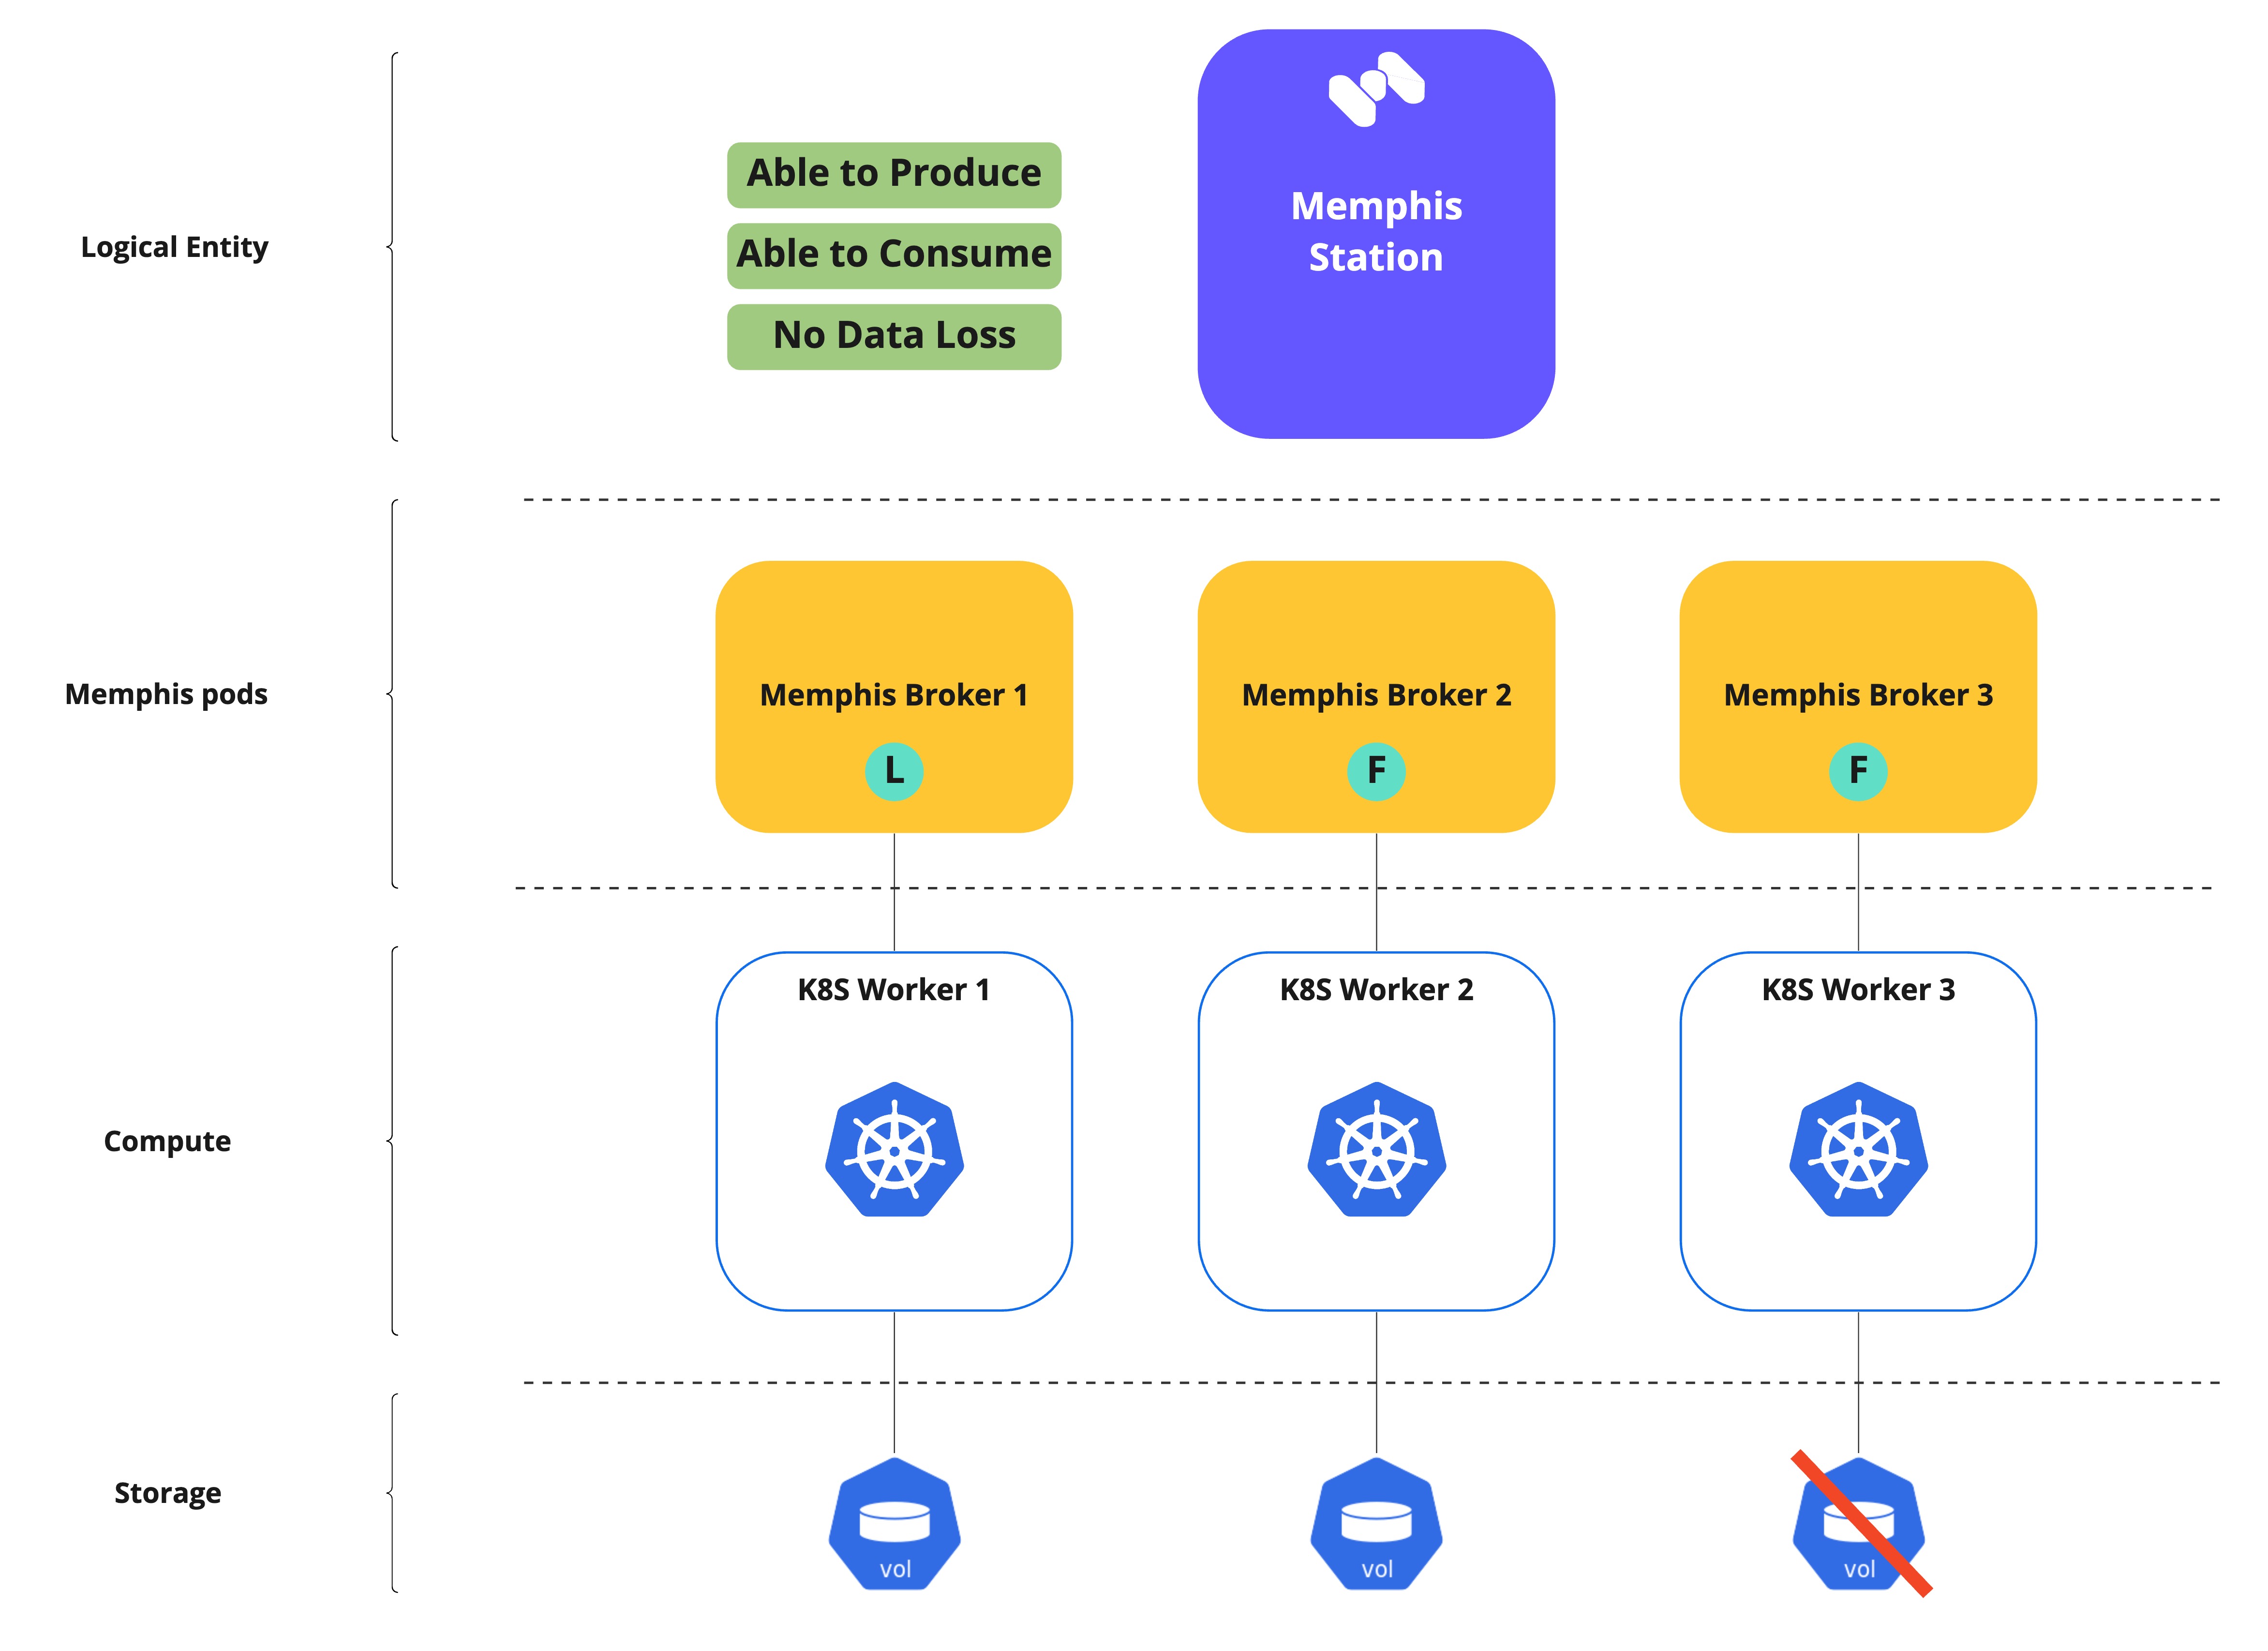 Able to Produce
Able to Consume
No Data Loss
Memphis
Station
Logical Entity
Memphis pods
Memphis Broker 1
L
Memphis Broker 2
F
Memphis Broker 3
F
Compute
K8S Worker 1
K8S Worker 2
K8S Worker 3
Storage
vol
vol
vol